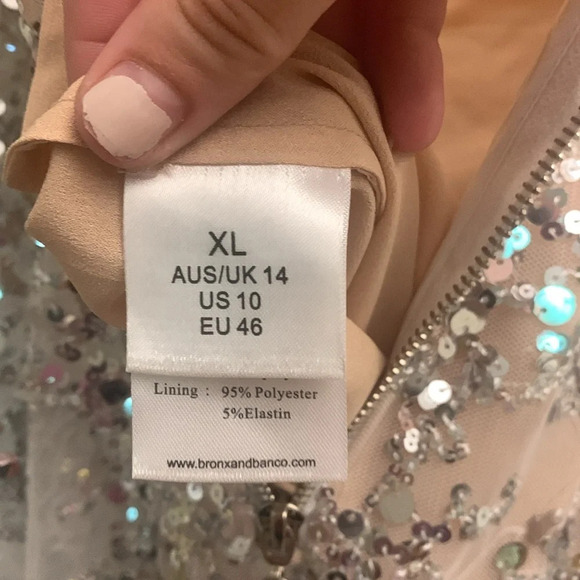 XL
AUS/UK 14
US 10
EU 46
Lining : 95% Polyester
5%Elastin
www.bronxandbanco.com